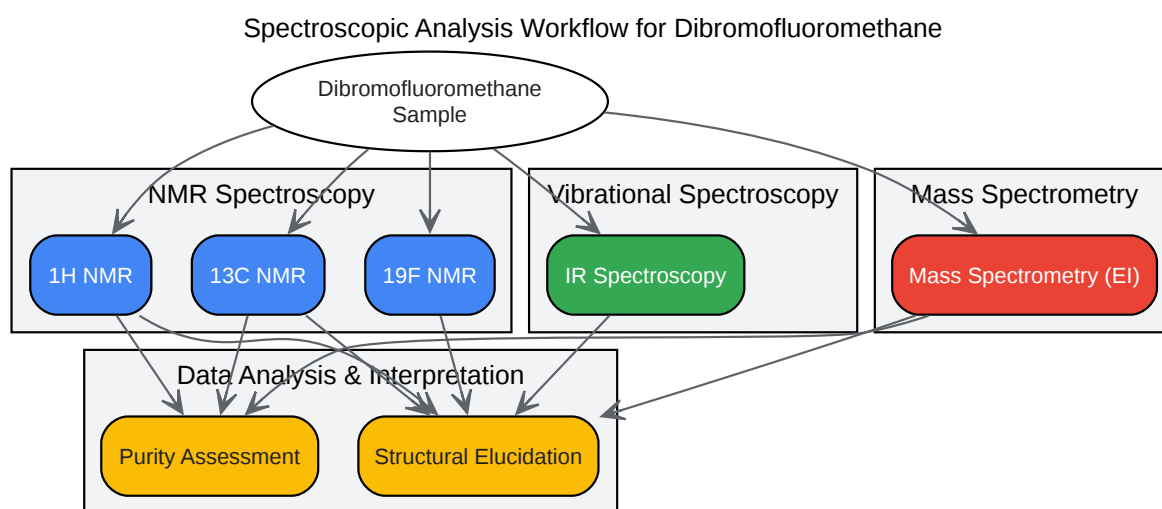 Spectroscopic Analysis Workflow for Dibromofluoromethane
Dibromofluoromethane
Sample
NMR Spectroscopy
Vibrational Spectroscopy
Mass Spectrometry
1H NMR
13C NMR
19F NMR
IR Spectroscopy
Mass Spectrometry (EI)
Data Analysis & Interpretation
Purity Assessment
Structural Elucidation